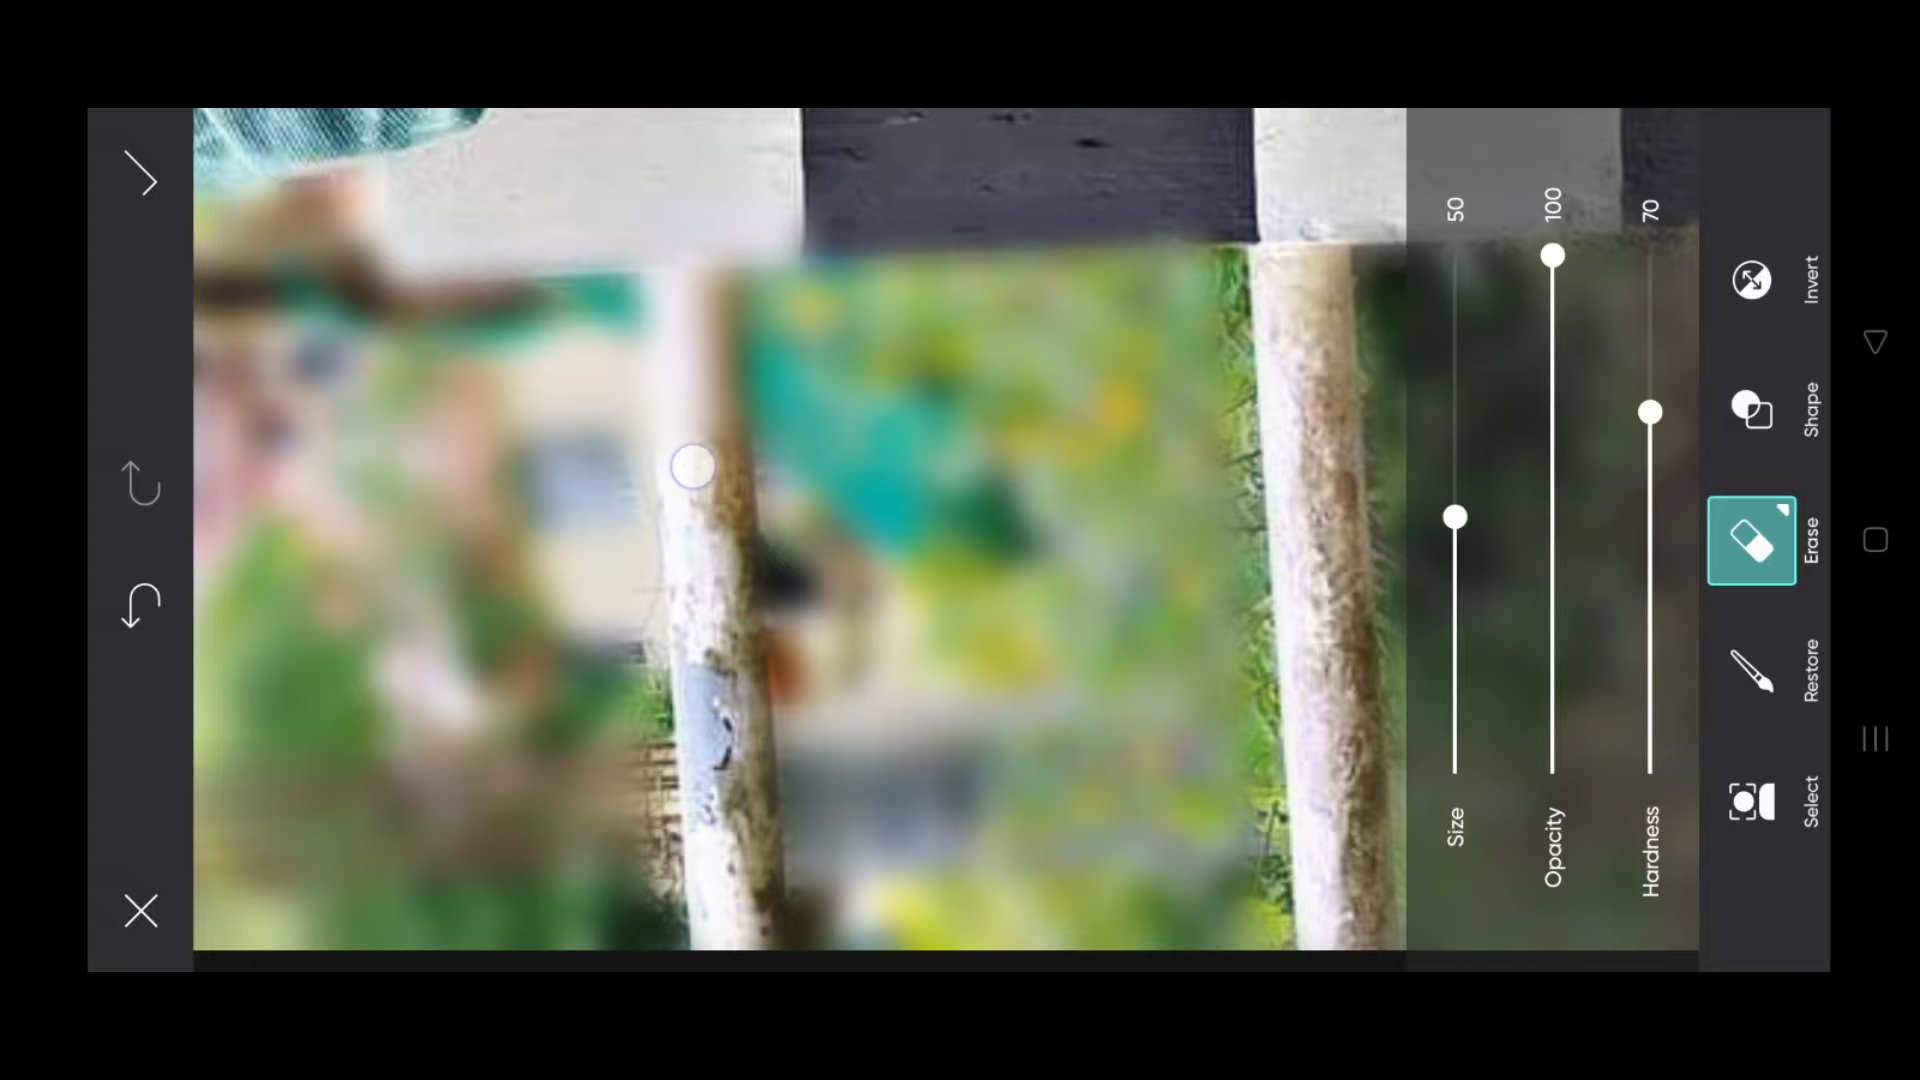 50
Size
100
Opacity
70
Hardness
Invert
Shape
Erase
Restore
Select